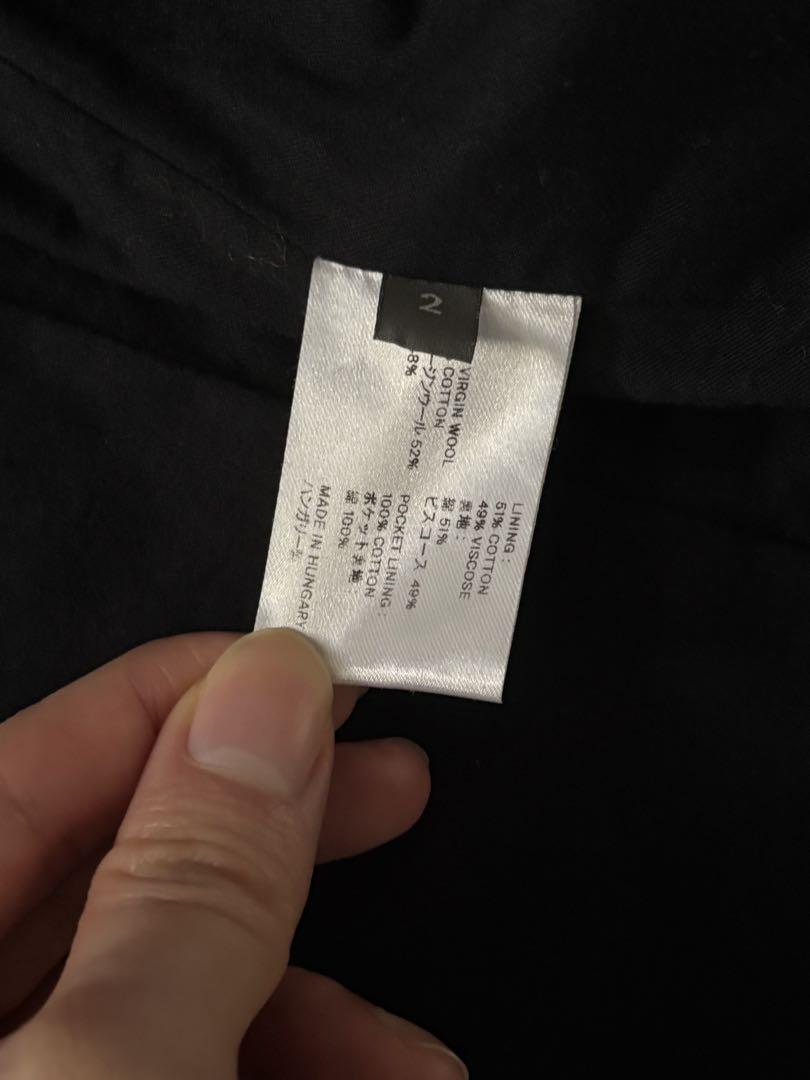 2
VIRGIN WOOL
COTTON
ージンウール 52%
8%
LINING :
51% COTTON
49% VISCOSE
裏地 :
綿 51%
ビスコース 49%
POCKET LINING :
100% COTTON
ポケット裏地 :
綿 100%
MADE IN HUNGARY
ハンガリー製